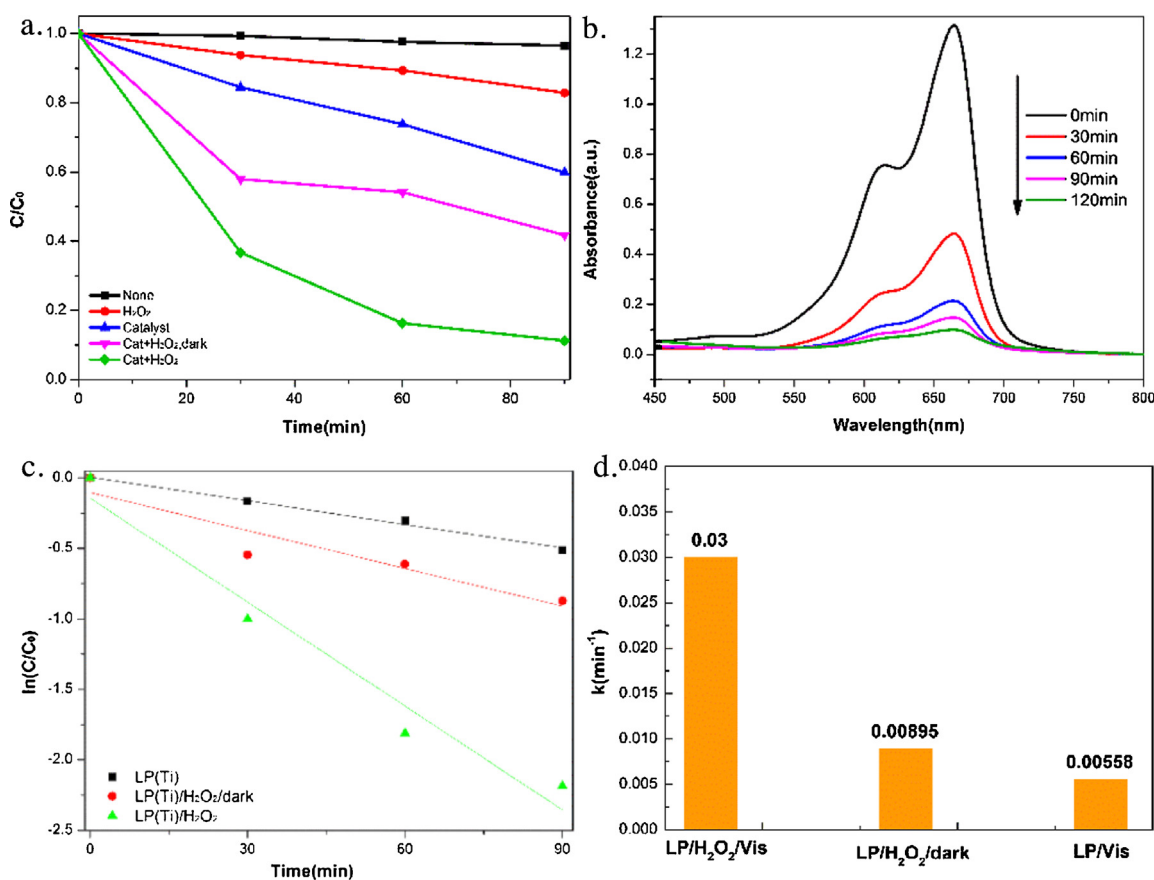 a.
1.0
0.8
0.6
0.4
0.2
0.0
C/C₀
None
H₂O₂
Catalyst
Cat+H₂O₂,dark
Cat+H₂O₂
0
20
40
60
80
Time(min)
b.
1.2
1.0
0.8
0.6
0.4
0.2
0.0
Absorbance(a.u.)
0min
30min
60min
90min
120min
450
500
550
600
650
700
750
800
Wavelength(nm)
c.
0.0
-0.5
-1.0
-1.5
-2.0
-2.5
ln(C/C₀)
LP(Ti)
LP(Ti)/H₂O₂/dark
LP(Ti)/H₂O₂
0
30
60
90
Time(min)
d.
0.040
0.035
0.030
0.025
0.020
0.015
0.010
0.005
0.000
k(min⁻¹)
0.03
0.00895
0.00558
LP/H₂O₂/Vis
LP/H₂O₂/dark
LP/Vis